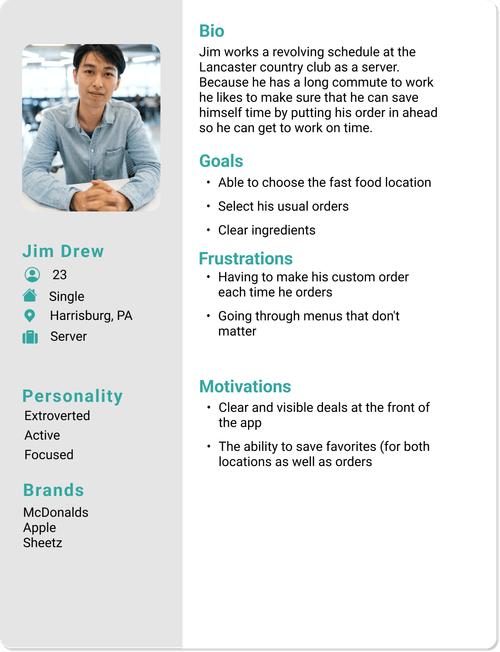 Jim Drew
23
Single
Harrisburg, PA
Server
Personality
Extroverted
Active
Focused
Brands
McDonalds
Apple
Sheetz
Bio
Jim works a revolving schedule at the
Lancaster country club as a server.
Because he has a long commute to work
he likes to make sure that he can save
himself time by putting his order in ahead
so he can get to work on time.
Goals
• Able to choose the fast food location
• Select his usual orders
• Clear ingredients
Frustrations
• Having to make his custom order
each time he orders
• Going through menus that don't
matter
Motivations
• Clear and visible deals at the front of
the app
• The ability to save favorites (for both
locations as well as orders